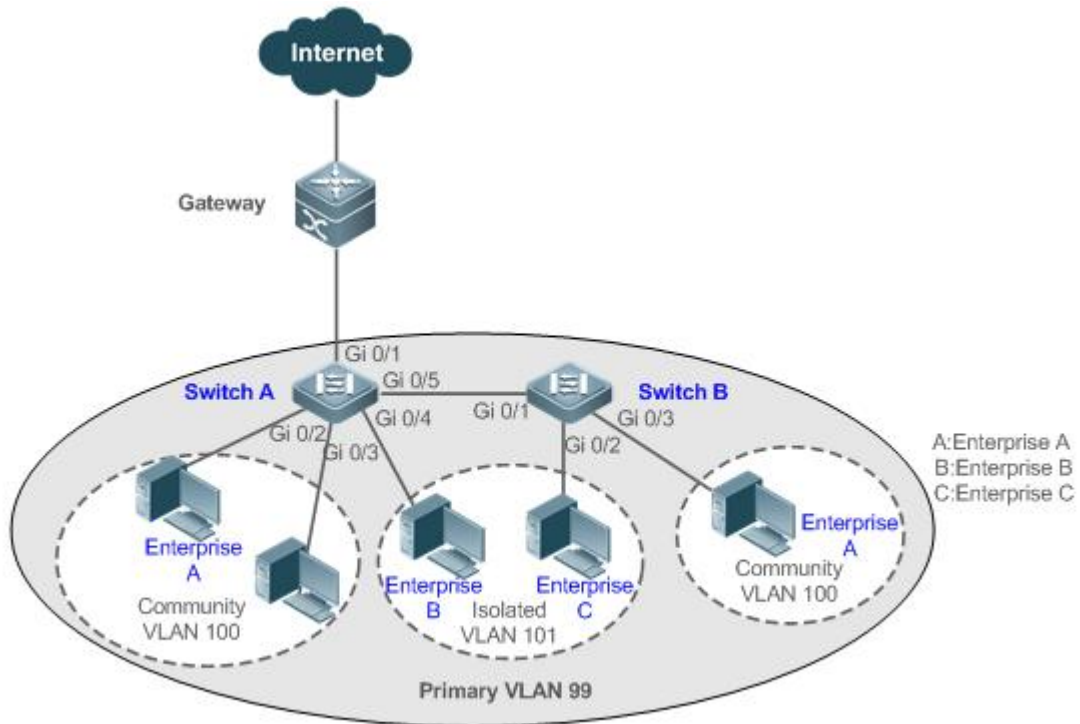 Internet
Gateway
Gi 0/1
Switch A
Gi 0/5
Switch B
Gi 0/4
Gi 0/1
Gi 0/3
Gi 0/2
Gi 0/3
Gi 0/2
A:Enterprise A
B:Enterprise B
C:Enterprise C
Enterprise
A
Community
VLAN 100
Enterprise
B
Isolated
VLAN 101
Enterprise
C
Enterprise
A
Community
VLAN 100
Primary VLAN 99